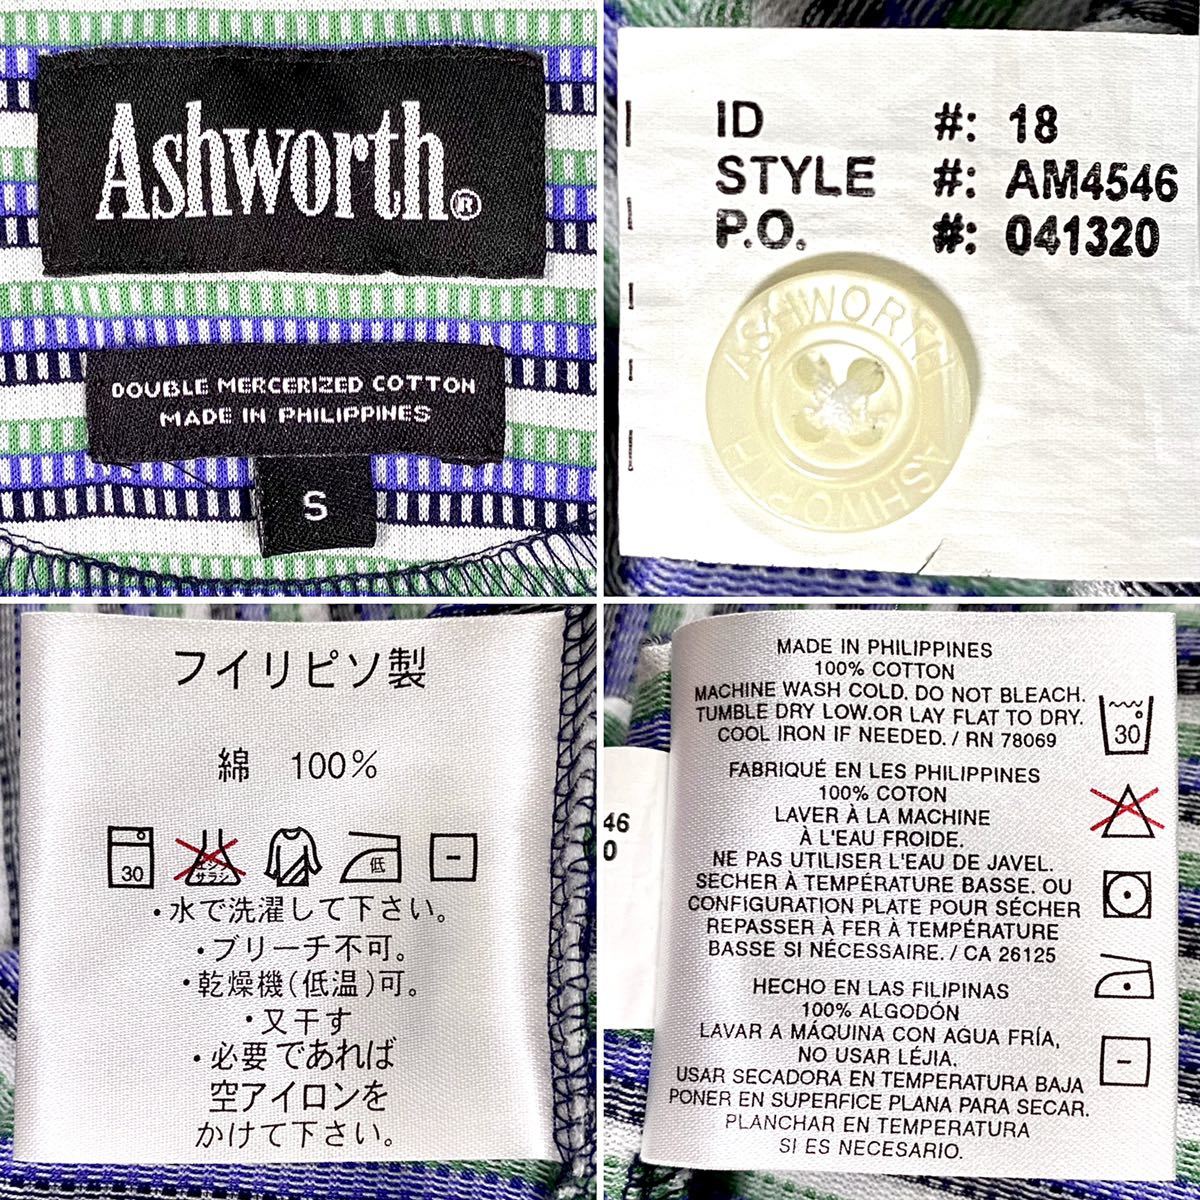 Ashworth®
DOUBLE MERCERIZED COTTON
MADE IN PHILIPPINES
S
ID #: 18
STYLE #: AM4546
P.O. #: 041320
ASHWORTH
ASHWORTH
フイリピソ製
綿 100%
30
エンソ
サラシ
低
・水で洗濯して下さい。
・ブリーチ不可。
・乾燥機(低温)可。
・又干す
・必要であれば
空アイロンを
かけて下さい。
46
0
MADE IN PHILIPPINES
100% COTTON
MACHINE WASH COLD. DO NOT BLEACH.
TUMBLE DRY LOW.OR LAY FLAT TO DRY.
COOL IRON IF NEEDED. / RN 78069
30
FABRIQUÉ EN LES PHILIPPINES
100% COTON
LAVER À LA MACHINE
À L'EAU FROIDE.
NE PAS UTILISER L'EAU DE JAVEL.
SECHER À TEMPÉRATURE BASSE. OU
CONFIGURATION PLATE POUR SÉCHER
REPASSER À FER À TEMPÉRATURE
BASSE SI NÉCESSAIRE. / CA 26125
HECHO EN LAS FILIPINAS
100% ALGODÓN
LAVAR A MÁQUINA CON AGUA FRÍA,
NO USAR LÉJIA.
USAR SECADORA EN TEMPERATURA BAJA
PONER EN SUPERFICE PLANA PARA SECAR.
PLANCHAR EN TEMPERATURA
SI ES NECESARIO.